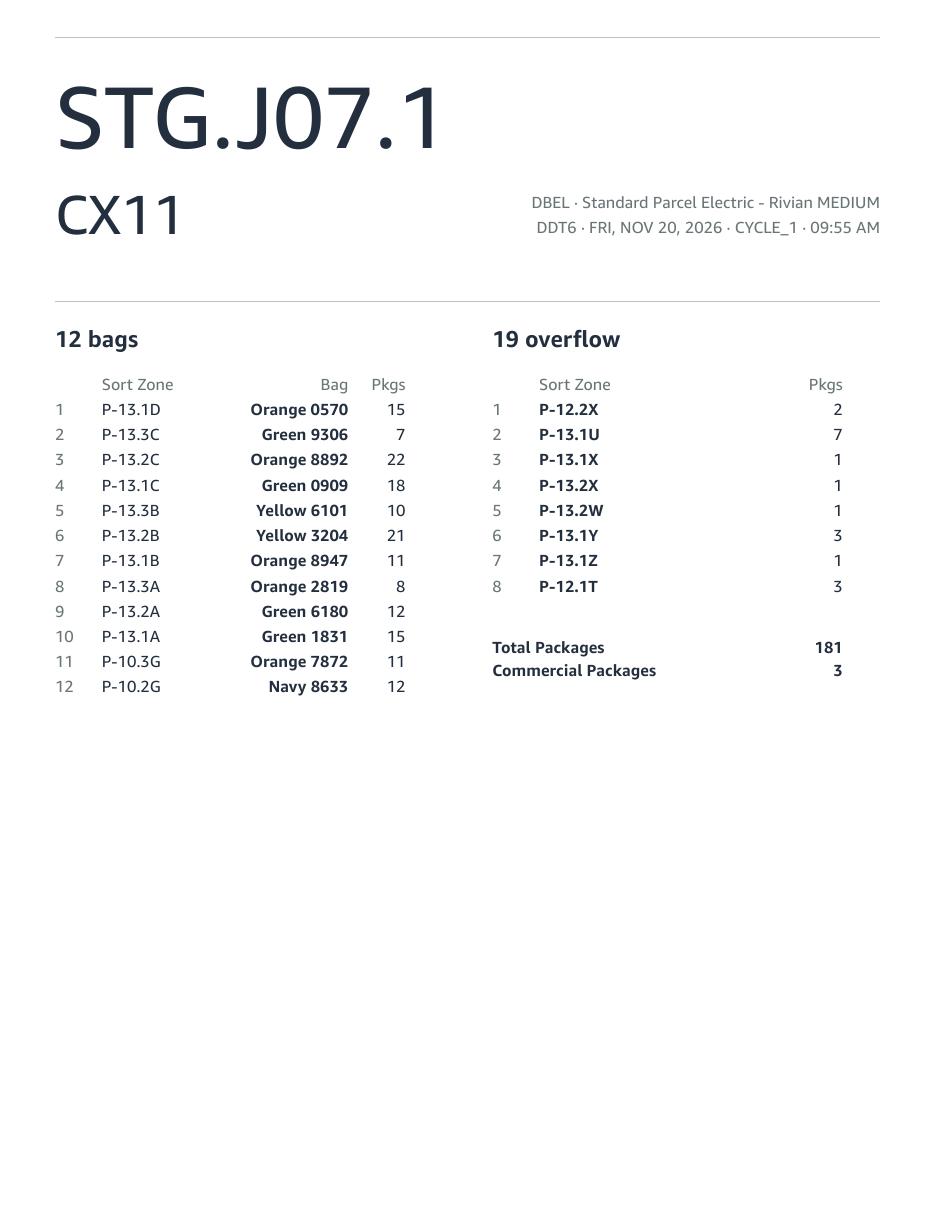 STG.J07.1
CX11
DBEL · Standard Parcel Electric - Rivian MEDIUM
DDT6 · FRI, NOV 20, 2026 · CYCLE_1 · 09:55 AM
12 bags
Sort Zone Bag Pkgs
1 P-13.1D Orange 0570 15
2 P-13.3C Green 9306 7
3 P-13.2C Orange 8892 22
4 P-13.1C Green 0909 18
5 P-13.3B Yellow 6101 10
6 P-13.2B Yellow 3204 21
7 P-13.1B Orange 8947 11
8 P-13.3A Orange 2819 8
9 P-13.2A Green 6180 12
10 P-13.1A Green 1831 15
11 P-10.3G Orange 7872 11
12 P-10.2G Navy 8633 12
19 overflow
Sort Zone Pkgs
1 P-12.2X 2
2 P-13.1U 7
3 P-13.1X 1
4 P-13.2X 1
5 P-13.2W 1
6 P-13.1Y 3
7 P-13.1Z 1
8 P-12.1T 3
Total Packages 181
Commercial Packages 3